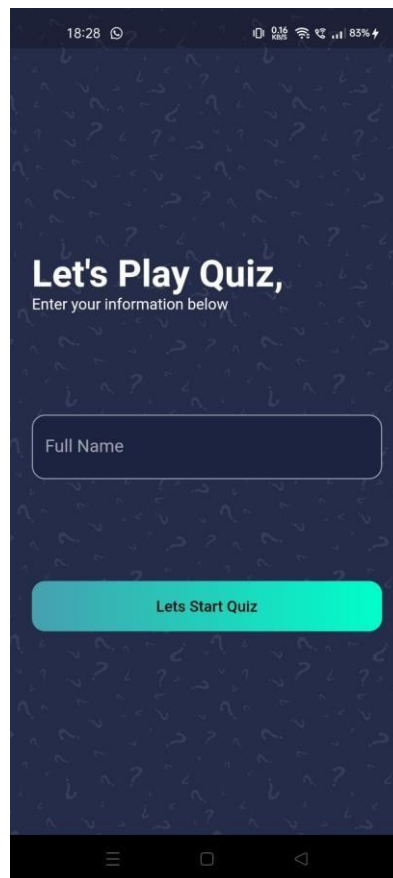 18:28
0.16
KB/S
83%
Let's Play Quiz,
Enter your information below
Full Name
Lets Start Quiz